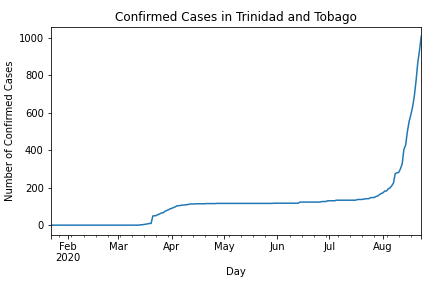 Confirmed Cases in Trinidad and Tobago
Number of Confirmed Cases
1000
800
600
400
200
0
Feb
2020
Mar
Apr
May
Jun
Jul
Aug
Day